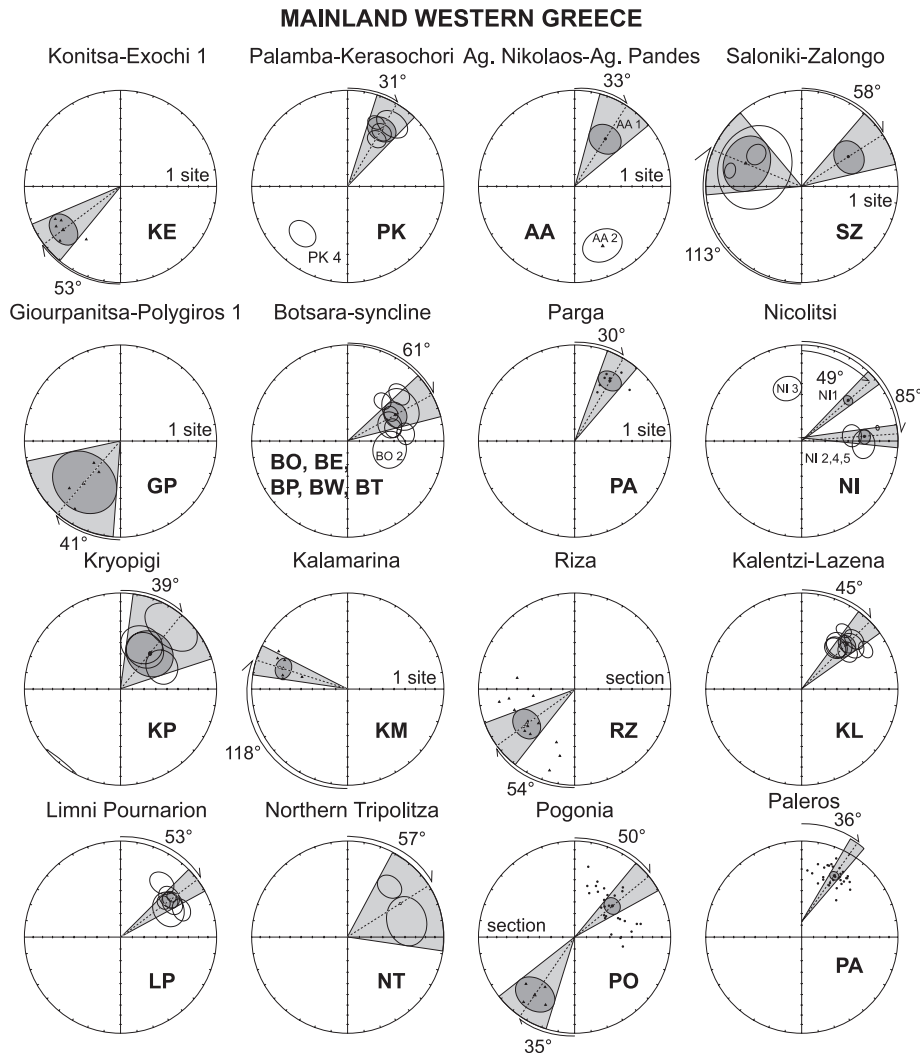 MAINLAND WESTERN GREECE
Konitsa-Exochi 1
1 site
KE
53°
Palamba-Kerasochori
31°
PK 4
PK
Ag. Nikolaos-Ag. Pandes
33°
AA 1
1 site
AA
AA 2
Saloniki-Zalongo
58°
1 site
SZ
113°
Giourpanitsa-Polygiros 1
1 site
GP
41°
Botsara-syncline
61°
BO 2
BO, BE,
BP, BW, BT
Parga
30°
PA
Nicolitsi
NI 3
49°
NI1
85°
NI 2,4,5
NI
Kryopigi
39°
KP
Kalamarina
1 site
KM
118°
Riza
section
RZ
54°
Kalentzi-Lazena
45°
KL
Limni Pournarion
53°
LP
Northern Tripolitza
57°
NT
Pogonia
50°
section
PO
35°
Paleros
36°
PA